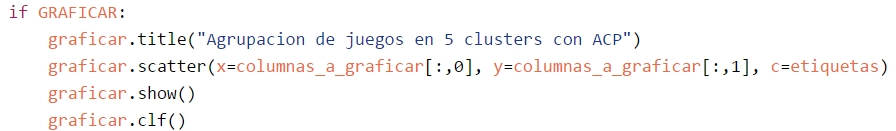 if GRAFICAR:
    graficar.title("Agrupacion de juegos en 5 clusters con ACP")
    graficar.scatter(x=columnas_a_graficar[:,0], y=columnas_a_graficar[:,1], c=etiquetas)
    graficar.show()
    graficar.clf()